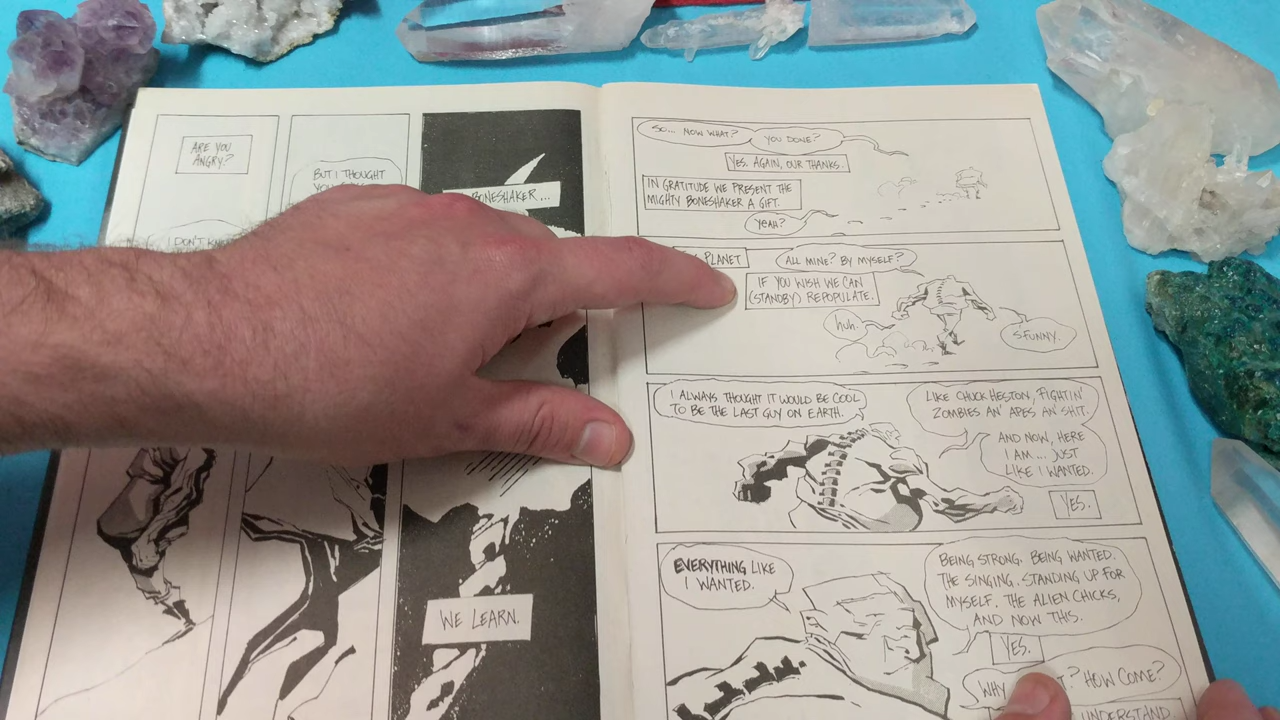 ARE YOU
ANGRY?
BUT I THOUGHT
I DON'T
BONESHAKER...
WE LEARN.
SO... NOW WHAT?
YOU DONE?
YES. AGAIN, OUR THANKS.
IN GRATITUDE WE PRESENT THE
MIGHTY BONESHAKER A GIFT.
YEAH?
PLANET
ALL MINE? BY MYSELF?
IF YOU WISH WE CAN
(STANDBY) REPOPULATE.
huh.
S'FUNNY.
I ALWAYS THOUGHT IT WOULD BE COOL
TO BE THE LAST GUY ON EARTH.
LIKE CHUCK HESTON, FIGHTIN'
ZOMBIES AN' APES AN' SHIT.
AND NOW, HERE
I AM... JUST
LIKE I WANTED.
YES.
EVERYTHING LIKE
I WANTED.
BEING STRONG. BEING WANTED.
THE SINGING. STANDING UP FOR
MYSELF. THE ALIEN CHICKS,
AND NOW THIS.
YES.
WHY ? HOW COME?
UNDERSTAND.